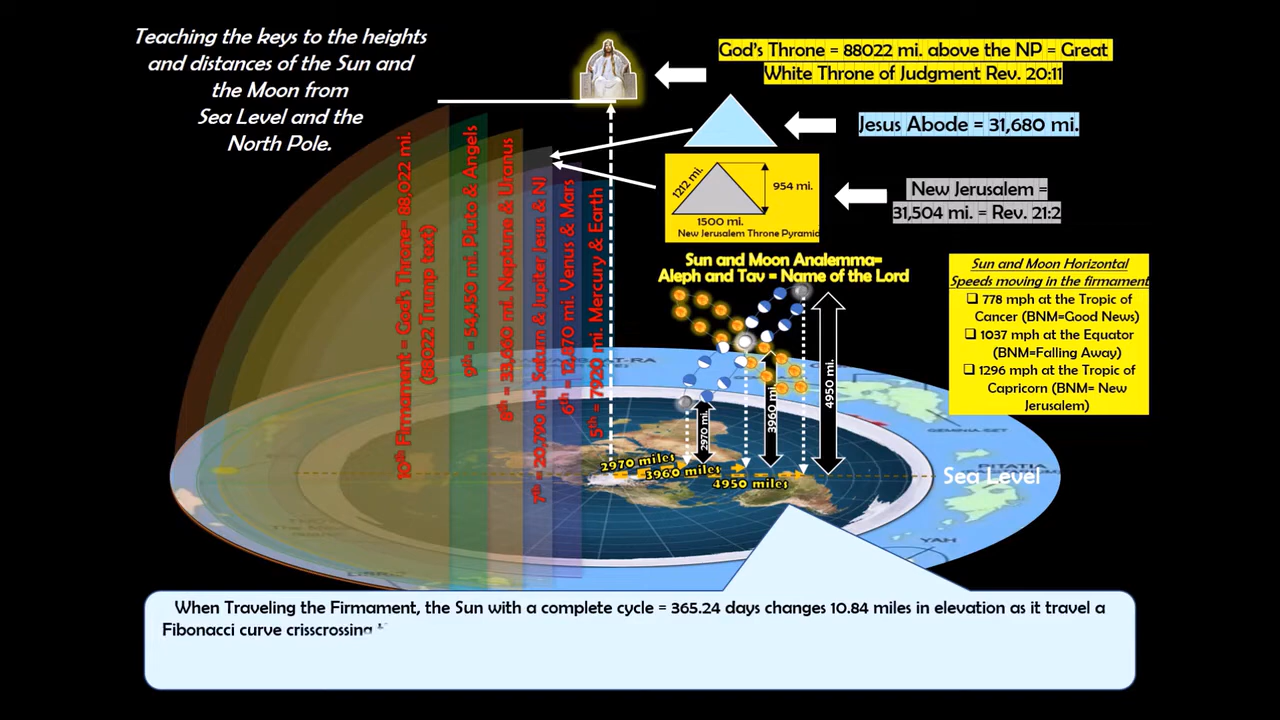 Teaching the keys to the heights
and distances of the Sun and
the Moon from
Sea Level and the
North Pole.
God's Throne = 88022 mi. above the NP = Great
White Throne of Judgment Rev. 20:11
Jesus Abode = 31,680 mi.
1212 mi.
954 mi.
1500 mi.
New Jerusalem Throne Pyramid
New Jerusalem =
31,504 mi. = Rev. 21:2
10th Firmament = God's Throne= 88,022 mi.
(88022 Trump text)
9th = 54,450 mi. Pluto & Angels
8th = 33,660 mi. Neptune & Uranus
7th = 20,790 mi. Saturn & Jupiter Jesus & NJ
6th = 12,870 mi. Venus & Mars
5th = 7920 mi. Mercury & Earth
Sun and Moon Analemma=
Aleph and Tav = Name of the Lord
Sun and Moon Horizontal
Speeds moving in the firmament
❑ 778 mph at the Tropic of
Cancer (BNM=Good News)
❑ 1037 mph at the Equator
(BNM=Falling Away)
❑ 1296 mph at the Tropic of
Capricorn (BNM= New
Jerusalem)
2970 mi.
3960 mi.
4950 mi.
2970 miles
3960 miles
4950 miles
Sea Level
GEMINIA-SET
PITATIA
YAH
When Traveling the Firmament, the Sun with a complete cycle = 365.24 days changes 10.84 miles in elevation as it travel a
Fibonacci curve crisscrossing